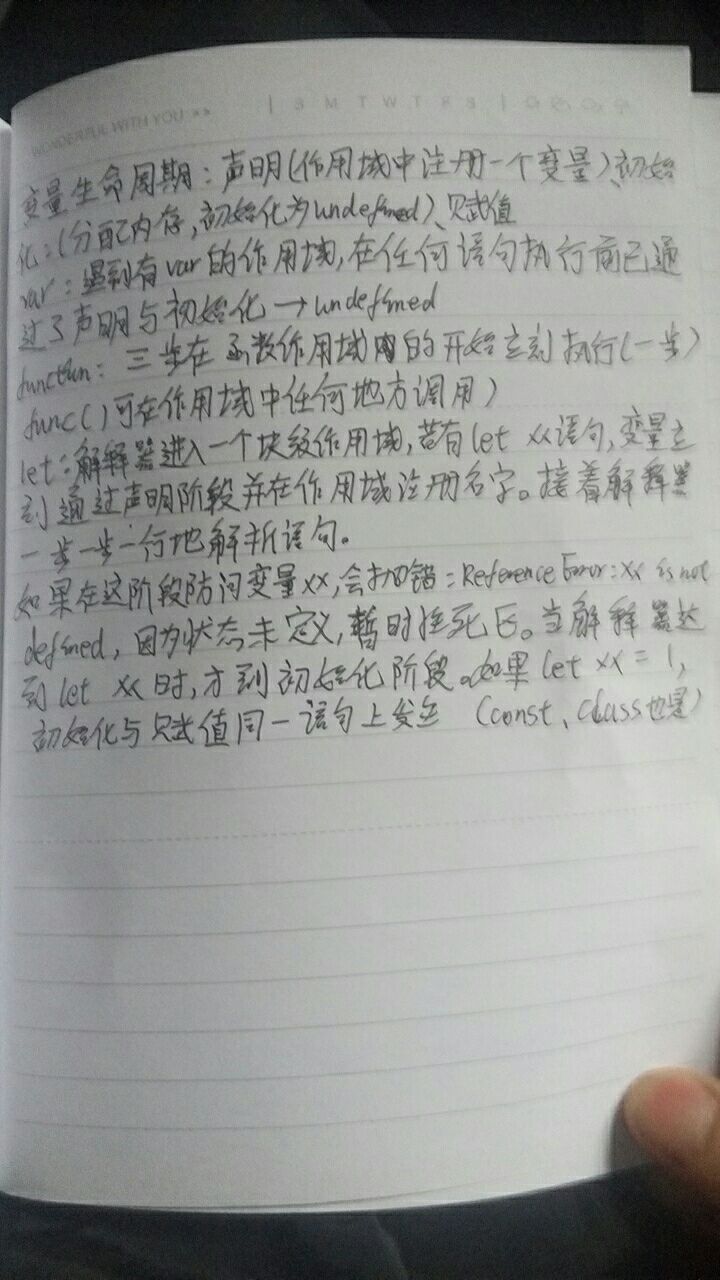 WONDERFUL WITH YOU >>
S M T W T F S
变量生命周期：声明(作用域中注册一个变量)、初始
化：(分配内存，初始化为undefined)、赋值
var：遇到有var的作用域，在任何语句执行前已通
过了声明与初始化→undefined
function：三步在函数作用域的开始立刻执行(一步)
func()可在作用域中任何地方调用)
let：解释器进入一个块级作用域，若有let xx语句，变量立
刻通过声明阶段并在作用域注册名字。接着解释器
一步一步一行地解析语句。
如果在这阶段防问变量xx，会报错：Reference Error：xx is not
defined，因为状态未定义，暂时性死区。当解释器达
到let xx时，才到初始化阶段。如果let xx = 1，
初始化与赋值同一语句上发生 (const、class也是)